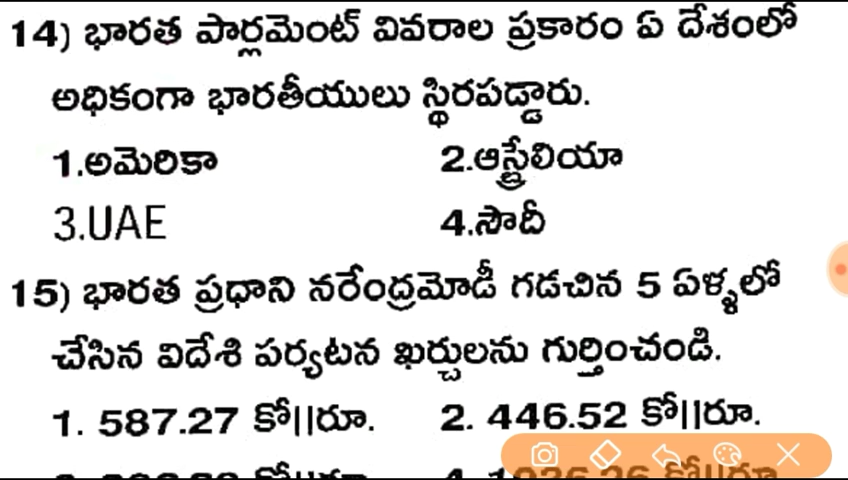 14) భారత పార్లమెంట్ వివరాల ప్రకారం ఏ దేశంలో
అధికంగా భారతీయులు స్థిరపడ్డారు.
1.అమెరికా 2.ఆస్ట్రేలియా
3.UAE 4.సౌదీ
15) భారత ప్రధాని నరేంద్రమోడీ గడచిన 5 ఏళ్ళలో
చేసిన విదేశీ పర్యటన ఖర్చులను గుర్తించండి.
1. 587.27 కో||రూ. 2. 446.52 కో||రూ.